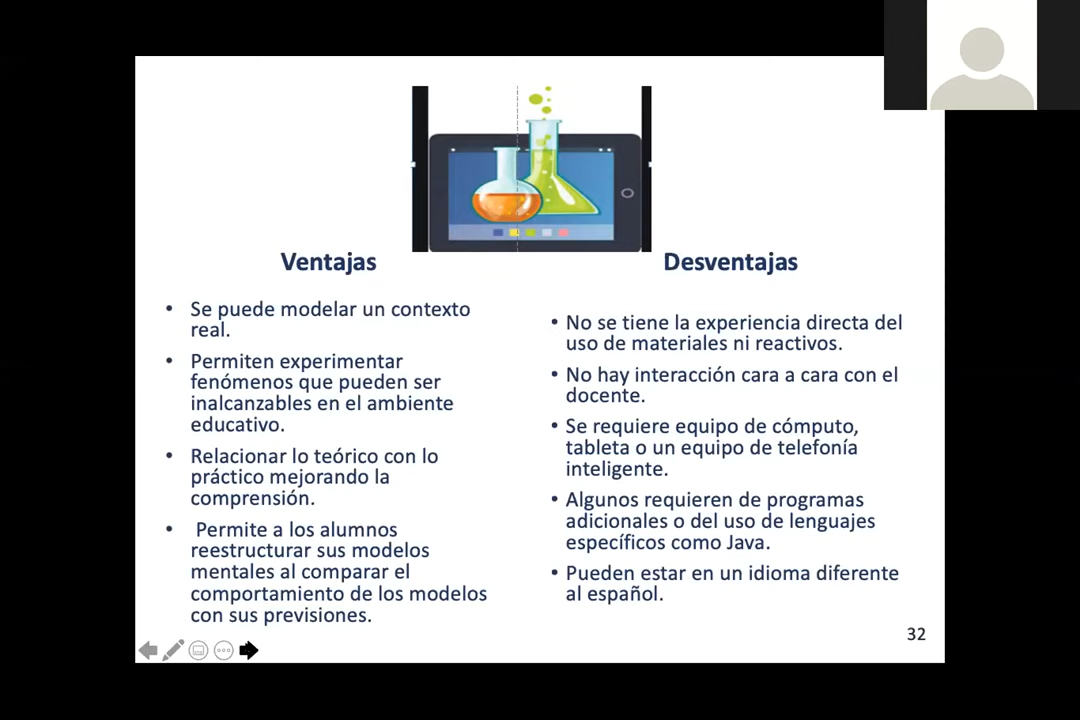 Ventajas
Desventajas
• Se puede modelar un contexto
real.
• Permiten experimentar
fenómenos que pueden ser
inalcanzables en el ambiente
educativo.
• Relacionar lo teórico con lo
práctico mejorando la
comprensión.
• Permite a los alumnos
reestructurar sus modelos
mentales al comparar el
comportamiento de los modelos
con sus previsiones.
• No se tiene la experiencia directa del
uso de materiales ni reactivos.
• No hay interacción cara a cara con el
docente.
• Se requiere equipo de cómputo,
tableta o un equipo de telefonía
inteligente.
• Algunos requieren de programas
adicionales o del uso de lenguajes
específicos como Java.
• Pueden estar en un idioma diferente
al español.
32